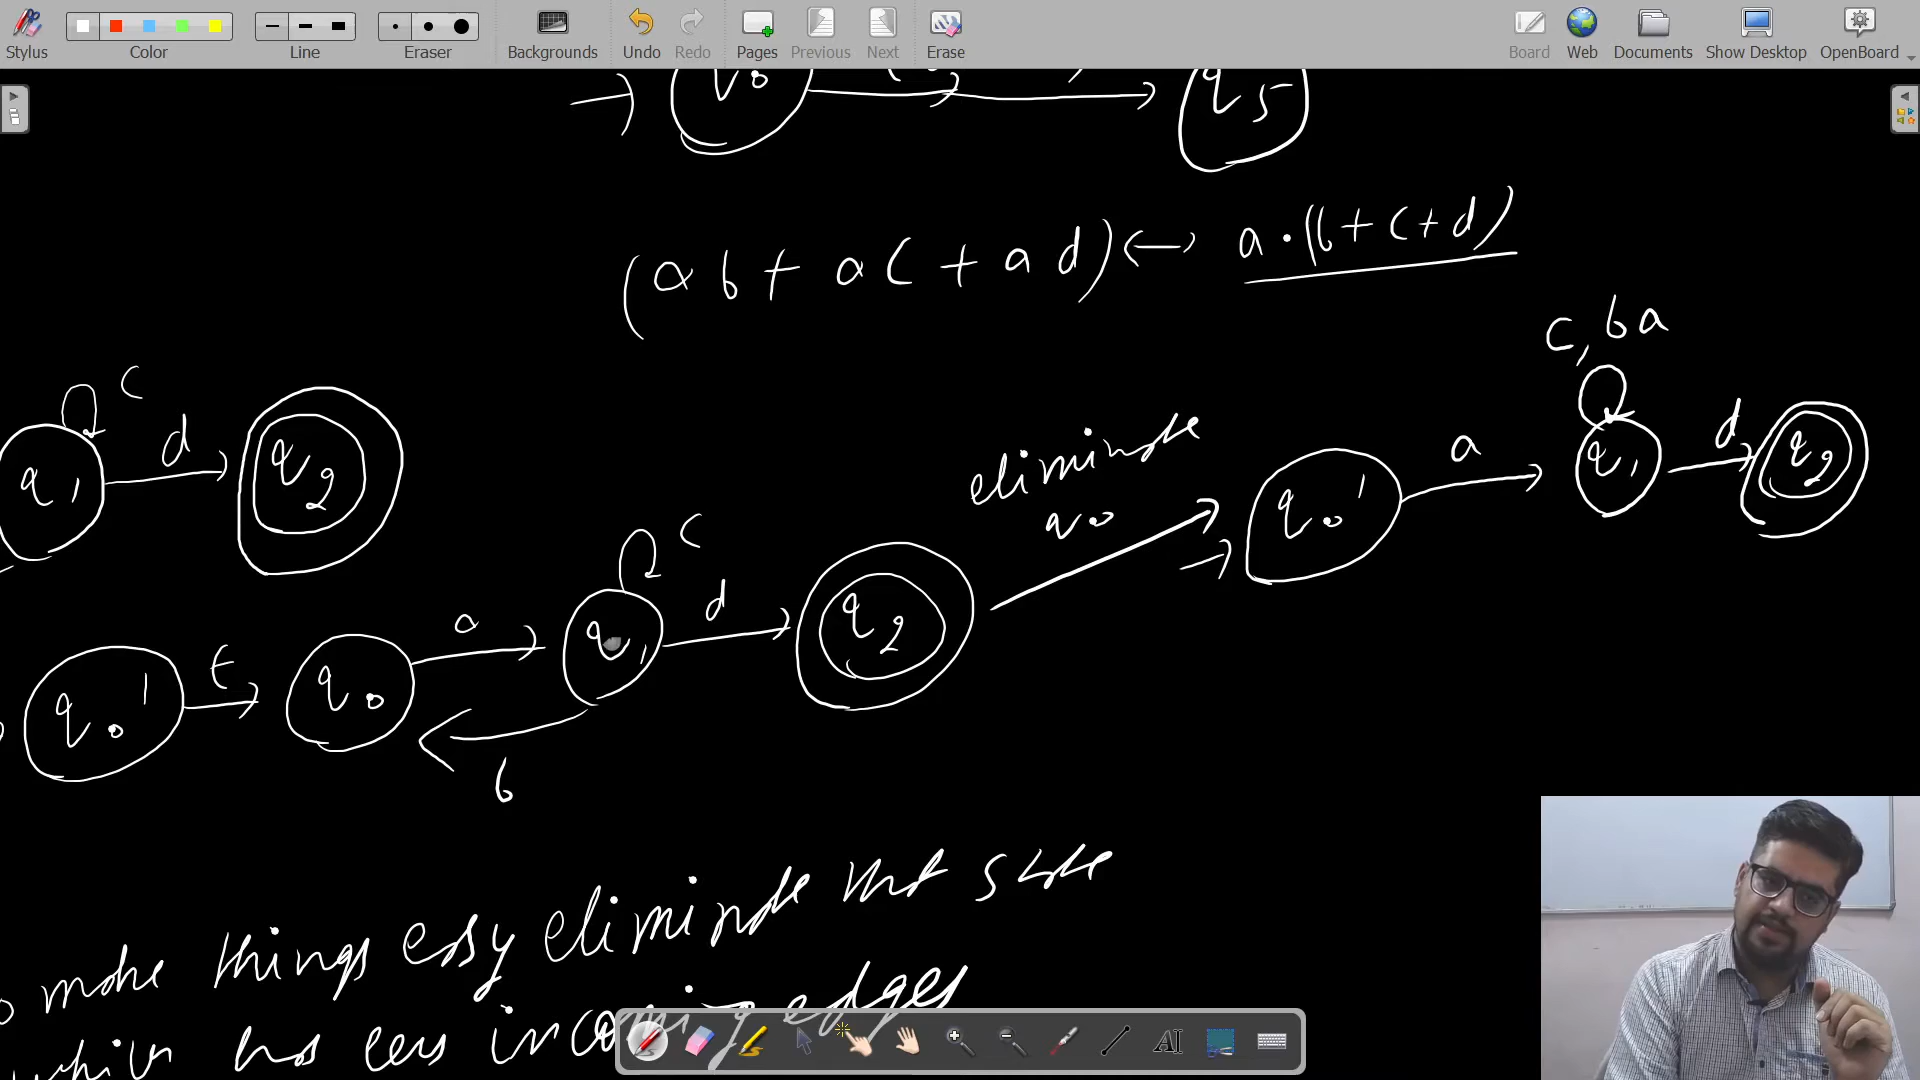 Stylus
Color
Line
Eraser
Backgrounds
Undo
Redo
Pages
Previous
Next
Erase
Board
Web
Documents
Show Desktop
OpenBoard
q0
q5
(ab + ac + ad) ↔ a·(b + c + d)
c, ba
c
d
q1
q2
eliminate
q0
q0'
a
q1
d
q2
c
q0'
ε
q0
a
q1
d
q2
b
make things easy eliminate that state
which has less incoming edges